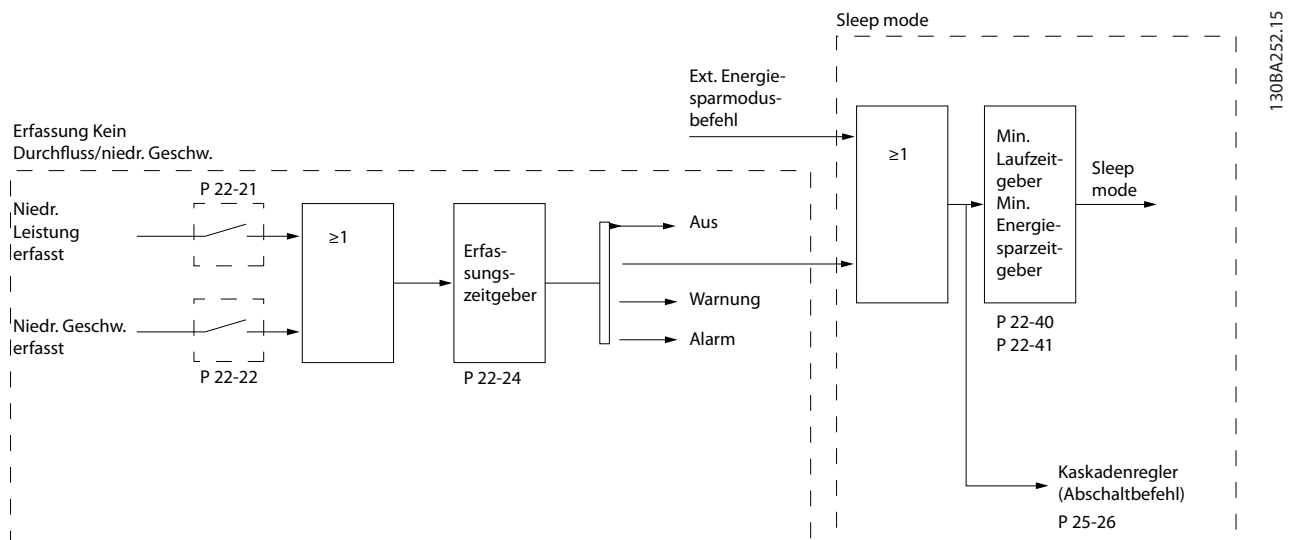 Sleep mode
130BA252.15
Ext. Energie-
sparmodus-
befehl
Erfassung Kein
Durchfluss/niedr. Geschw.
P 22-21
Niedr.
Leistung
erfasst
≥1
Erfas-
sungs-
zeitgeber
Aus
Warnung
Alarm
Niedr. Geschw.
erfasst
P 22-22
P 22-24
≥1
Min.
Laufzeit-
geber
Min.
Energie-
sparzeit-
geber
Sleep
mode
P 22-40
P 22-41
Kaskadenregler
(Abschaltbefehl)
P 25-26